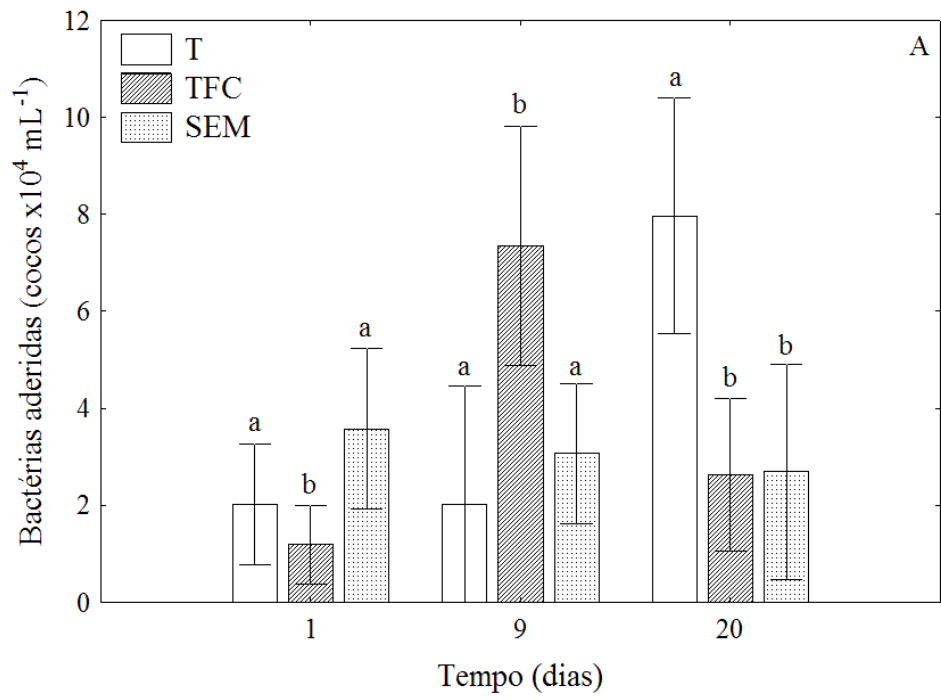 A
T
TFC
SEM
Bactérias aderidas (cocos x10⁴ mL⁻¹)
12
10
8
6
4
2
0
a
b
a
a
b
a
a
b
b
1
9
20
Tempo (dias)